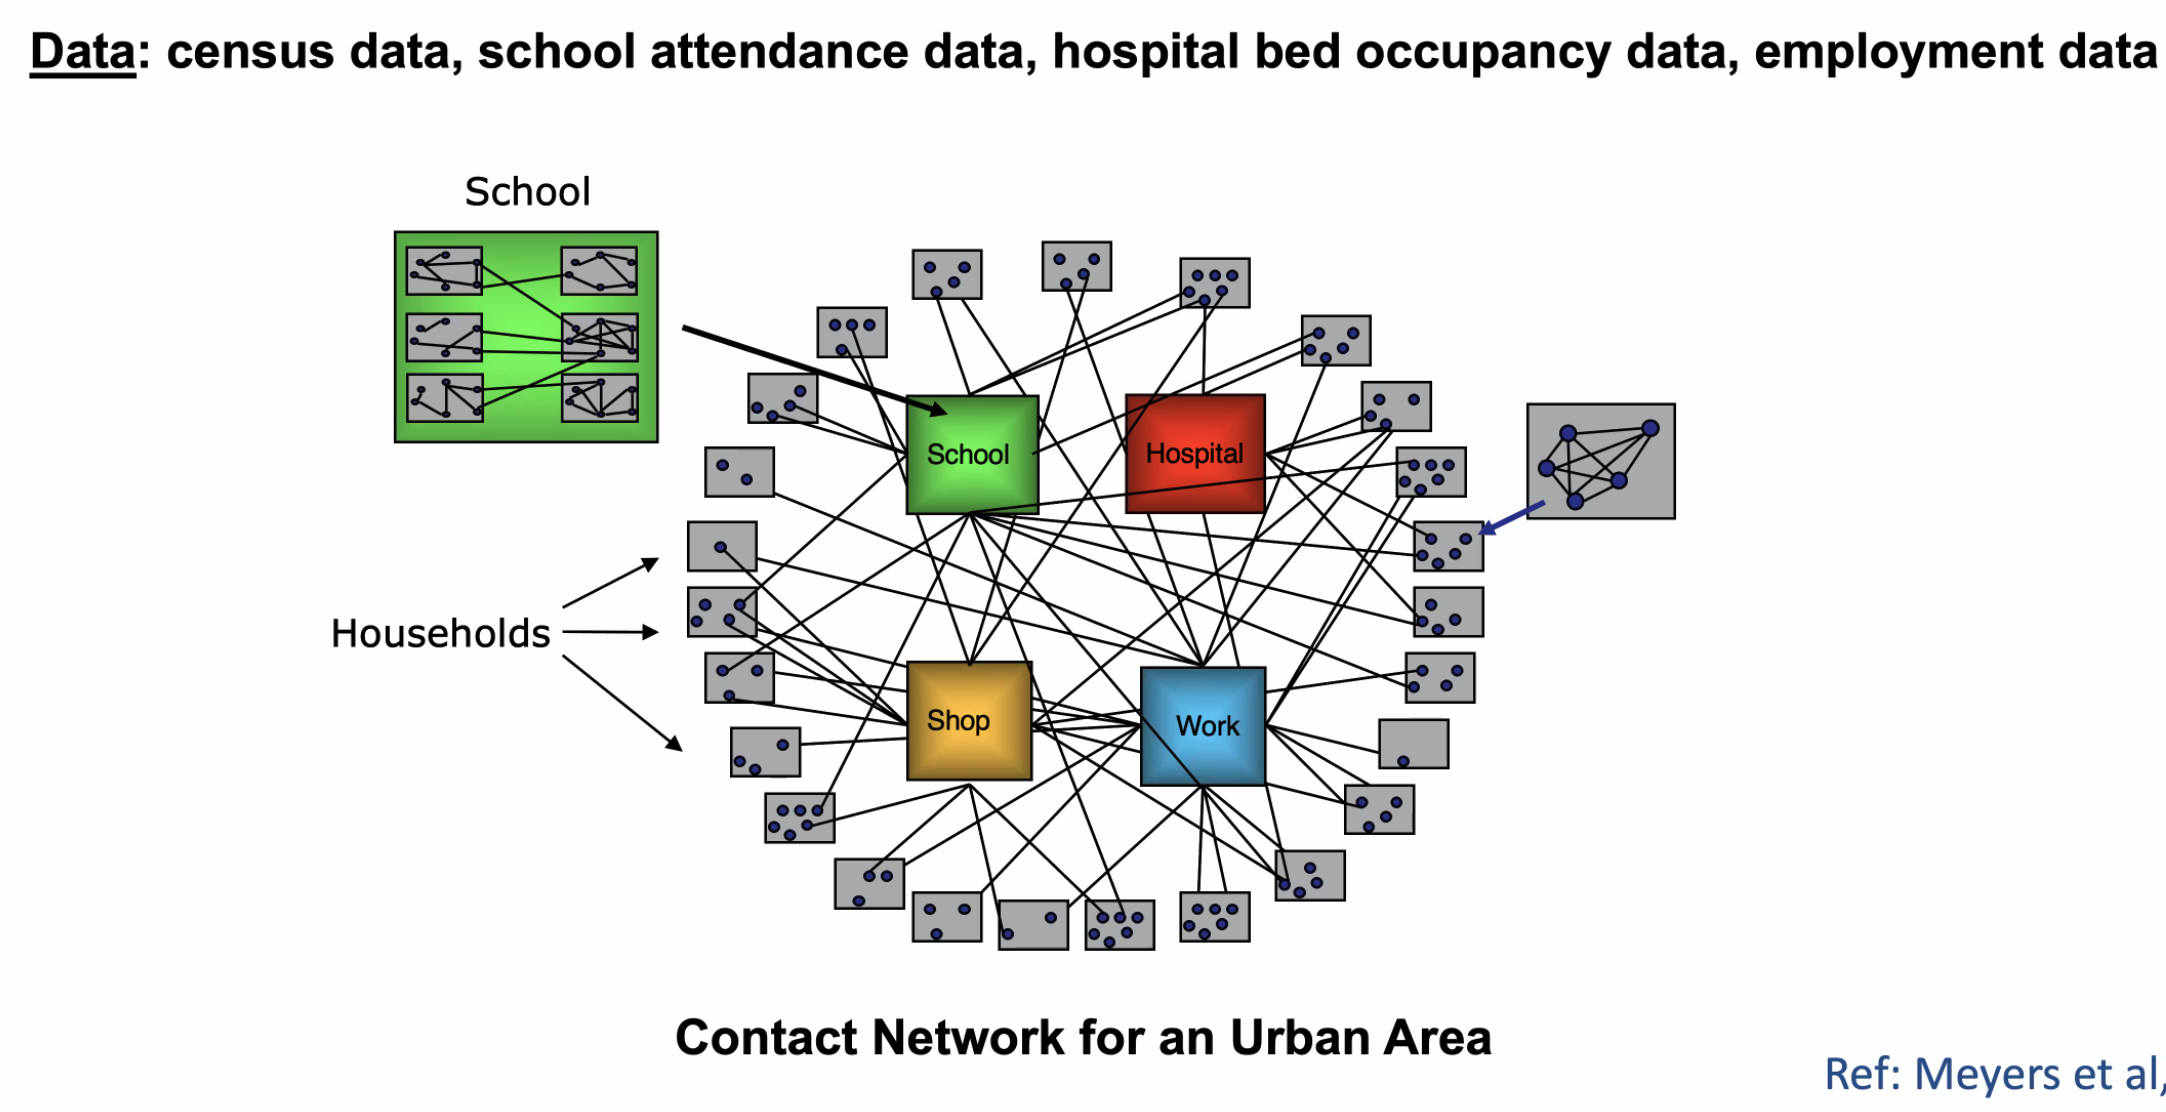 Data: census data, school attendance data, hospital bed occupancy data, employment data
School
School
Hospital
Households
Shop
Work
Contact Network for an Urban Area
Ref: Meyers et al,